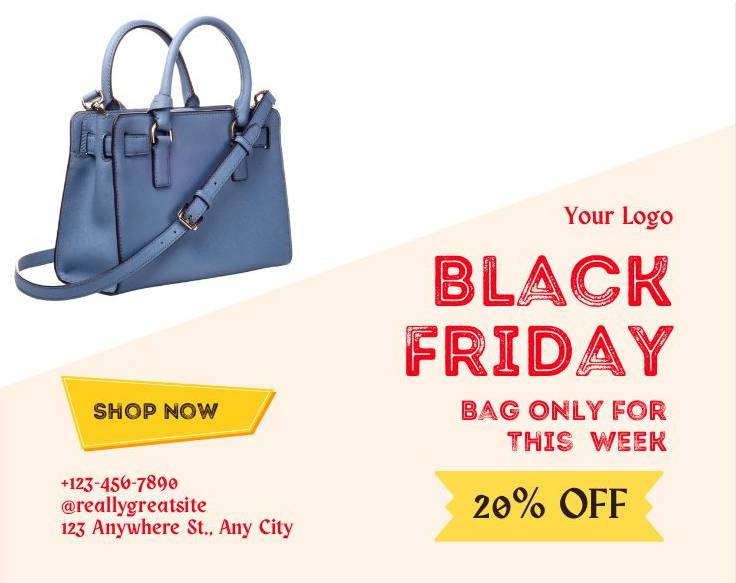 Your Logo
BLACK
FRIDAY
BAG ONLY FOR
THIS WEEK
20% OFF
SHOP NOW
+123-456-7890
@reallygreatsite
123 Anywhere St., Any City